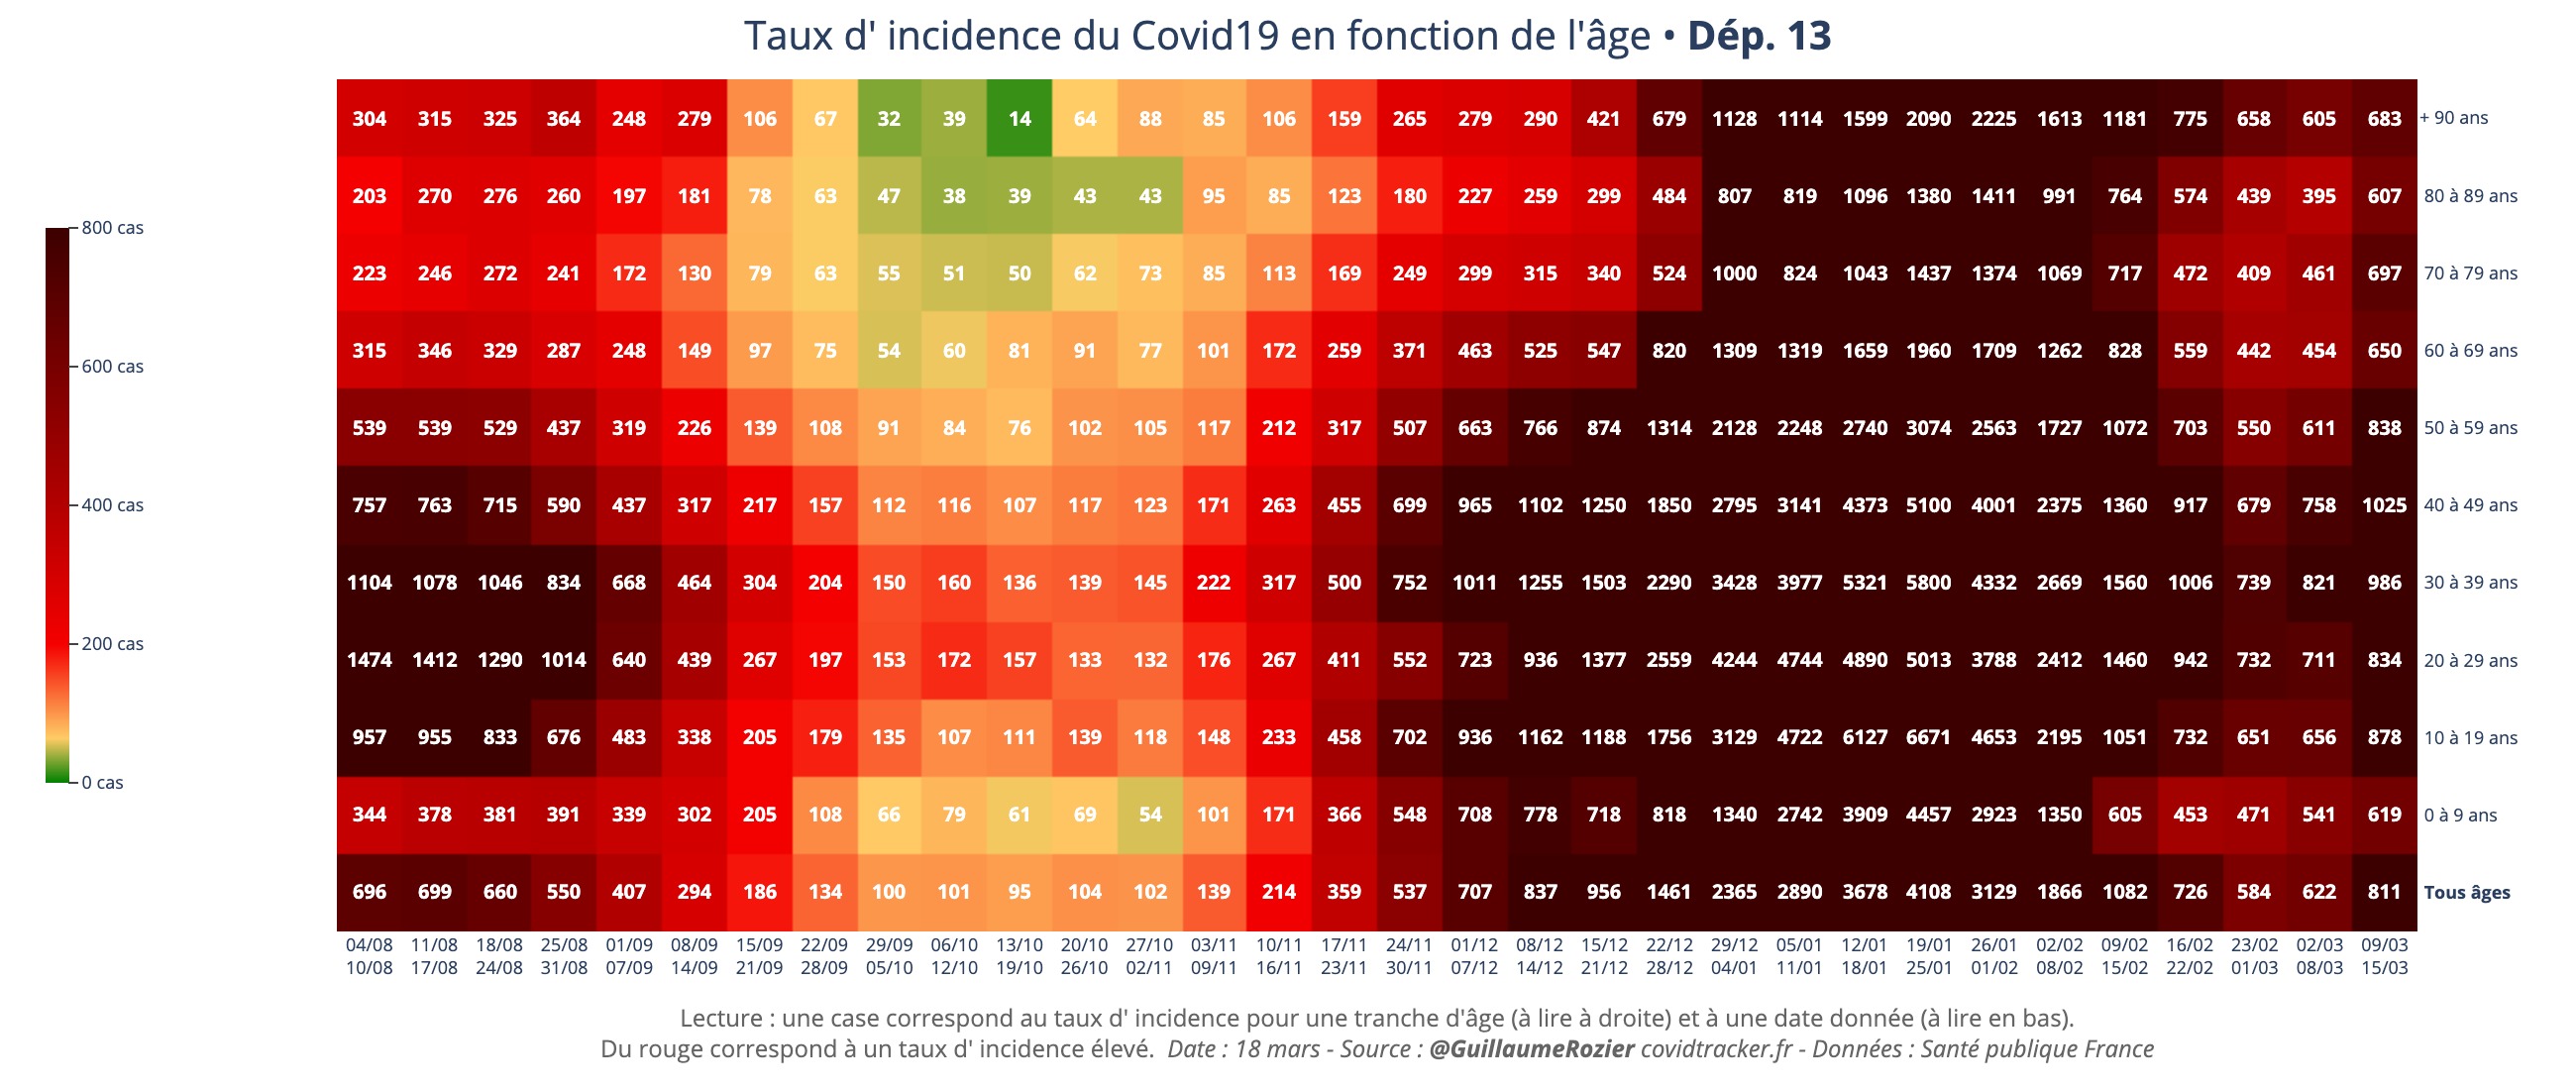 Taux d' incidence du Covid19 en fonction de l'âge • Dép. 13
304 315 325 364 248 279 106 67 32 39 14 64 88 85 106 159 265 279 290 421 679 1128 1114 1599 2090 2225 1613 1181 775 658 605 683 + 90 ans
203 270 276 260 197 181 78 63 47 38 39 43 43 95 85 123 180 227 259 299 484 807 819 1096 1380 1411 991 764 574 439 395 607 80 à 89 ans
800 cas
223 246 272 241 172 130 79 63 55 51 50 62 73 85 113 169 249 299 315 340 524 1000 824 1043 1437 1374 1069 717 472 409 461 697 70 à 79 ans
315 346 329 287 248 149 97 75 54 60 81 91 77 101 172 259 371 463 525 547 820 1309 1319 1659 1960 1709 1262 828 559 442 454 650 60 à 69 ans
600 cas
539 539 529 437 319 226 139 108 91 84 76 102 105 117 212 317 507 663 766 874 1314 2128 2248 2740 3074 2563 1727 1072 703 550 611 838 50 à 59 ans
400 cas
757 763 715 590 437 317 217 157 112 116 107 117 123 171 263 455 699 965 1102 1250 1850 2795 3141 4373 5100 4001 2375 1360 917 679 758 1025 40 à 49 ans
1104 1078 1046 834 668 464 304 204 150 160 136 139 145 222 317 500 752 1011 1255 1503 2290 3428 3977 5321 5800 4332 2669 1560 1006 739 821 986 30 à 39 ans
200 cas
1474 1412 1290 1014 640 439 267 197 153 172 157 133 132 176 267 411 552 723 936 1377 2559 4244 4744 4890 5013 3788 2412 1460 942 732 711 834 20 à 29 ans
957 955 833 676 483 338 205 179 135 107 111 139 118 148 233 458 702 936 1162 1188 1756 3129 4722 6127 6671 4653 2195 1051 732 651 656 878 10 à 19 ans
0 cas
344 378 381 391 339 302 205 108 66 79 61 69 54 101 171 366 548 708 778 718 818 1340 2742 3909 4457 2923 1350 605 453 471 541 619 0 à 9 ans
696 699 660 550 407 294 186 134 100 101 95 104 102 139 214 359 537 707 837 956 1461 2365 2890 3678 4108 3129 1866 1082 726 584 622 811 Tous âges
04/08 11/08 18/08 25/08 01/09 08/09 15/09 22/09 29/09 06/10 13/10 20/10 27/10 03/11 10/11 17/11 24/11 01/12 08/12 15/12 22/12 29/12 05/01 12/01 19/01 26/01 02/02 09/02 16/02 23/02 02/03 09/03
10/08 17/08 24/08 31/08 07/09 14/09 21/09 28/09 05/10 12/10 19/10 26/10 02/11 09/11 16/11 23/11 30/11 07/12 14/12 21/12 28/12 04/01 11/01 18/01 25/01 01/02 08/02 15/02 22/02 01/03 08/03 15/03
Lecture : une case correspond au taux d' incidence pour une tranche d'âge (à lire à droite) et à une date donnée (à lire en bas).
Du rouge correspond à un taux d' incidence élevé. Date : 18 mars - Source : @GuillaumeRozier covidtracker.fr - Données : Santé publique France